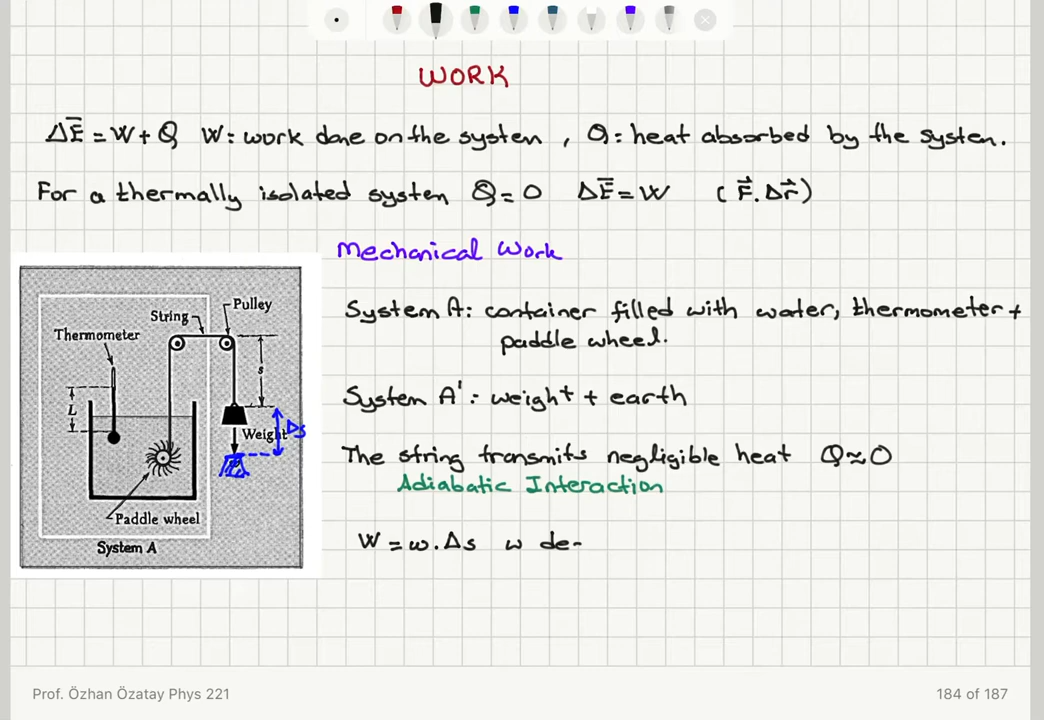 WORK
ΔE̅ = W + Q W: work done on the system, Q: heat absorbed by the systen.
For a thermally isolated systen Q = 0 ΔE̅ = W (F⃗.Δr⃗)
Mechanical Work
System A: container filled with water, thermometer +
paddle wheel.
System A': weight + earth
The string transmits negligible heat Q≈0
Adiabatic Interaction
W = w.Δs w de-
Pulley
String
Thermometer
s
L
Weight
Δs
Paddle wheel
System A
Prof. Özhan Özatay Phys 221
184 of 187